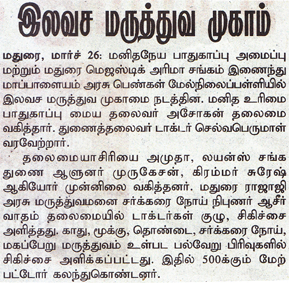 இலவச மருத்துவ முகாம்
மதுரை, மார்ச் 26: மனிதநேய பாதுகாப்பு அமைப்பு
மற்றும் மதுரை மெஜஸ்டிக் அரிமா சங்கம் இணைந்து
மாப்பாளையம் அரசு பெண்கள் மேல்நிலைப்பள்ளியில்
இலவச மருத்துவ முகாமை நடத்தின. மனித உரிமை
பாதுகாப்பு மைய தலைவர் அசோகன் தலைமை
வகித்தார். துணைத்தலைவர் டாக்டர் செல்வபெருமாள்
வரவேற்றார்.
தலைமையாசிரியை அமுதா, லயன்ஸ் சங்க
துணை ஆளுனர் முருகேசன், கிரம்மர் சுரேஷ்
ஆகியோர் முன்னிலை வகித்தனர். மதுரை ராஜாஜி
அரசு மருத்துவமனை சர்க்கரை நோய் நிபுணர் ஆசீர்
வாதம் தலைமையில் டாக்டர்கள் குழு, சிகிச்சை
அளித்தது. காது, மூக்கு, தொண்டை, சர்க்கரை நோய்,
மகப்பேறு மருத்துவம் உள்பட பல்வேறு பிரிவுகளில்
சிகிச்சை அளிக்கப்பட்டது. இதில் 500க்கும் மேற்
பட்டோர் கலந்துகொண்டனர்.